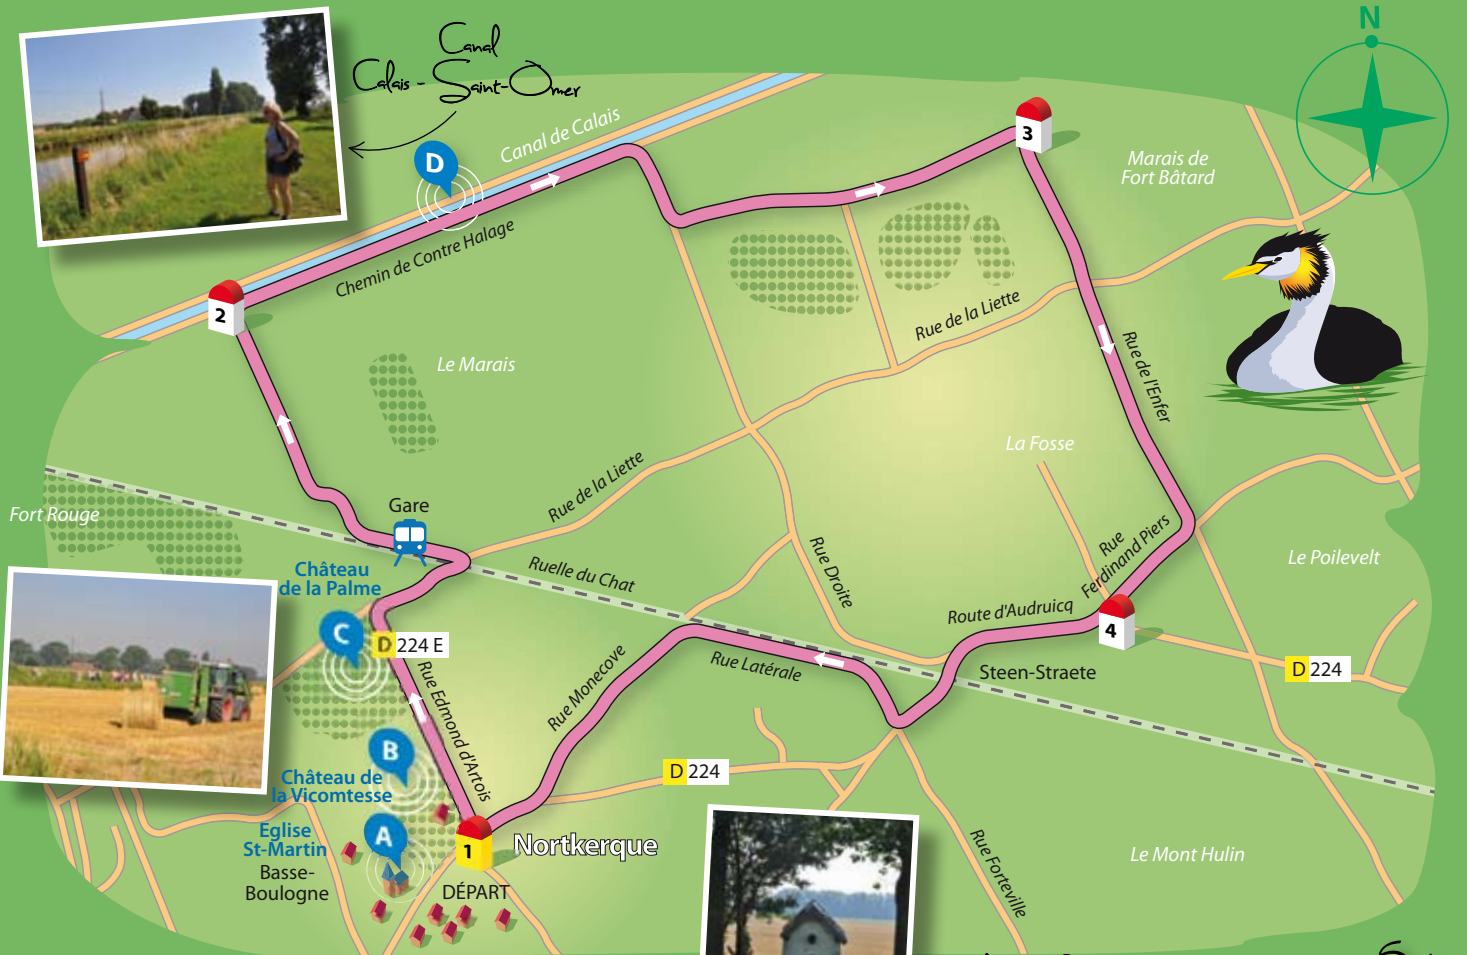 N
Canal
Calais - Saint-Omer
D
Canal de Calais
Chemin de Contre Halage
3
Marais de
Fort Bâtard
2
Le Marais
Rue de la Liette
Rue de l'Enfer
La Fosse
Rue de la Liette
Gare
Fort Rouge
Château
de la Palme
Ruelle du Chat
Rue Droite
Rue
Ferdinand Piers
Le Poilevelt
C
D 224 E
Route d'Audruicq
4
Steen-Straete
D 224
Rue Latérale
Rue Monecove
Rue Edmond d'Artois
B
Château de
la Vicomtesse
D 224
A
Eglise
St-Martin
Basse-
Boulogne
1
Nortkerque
DÉPART
Rue Forteville
Le Mont Hulin